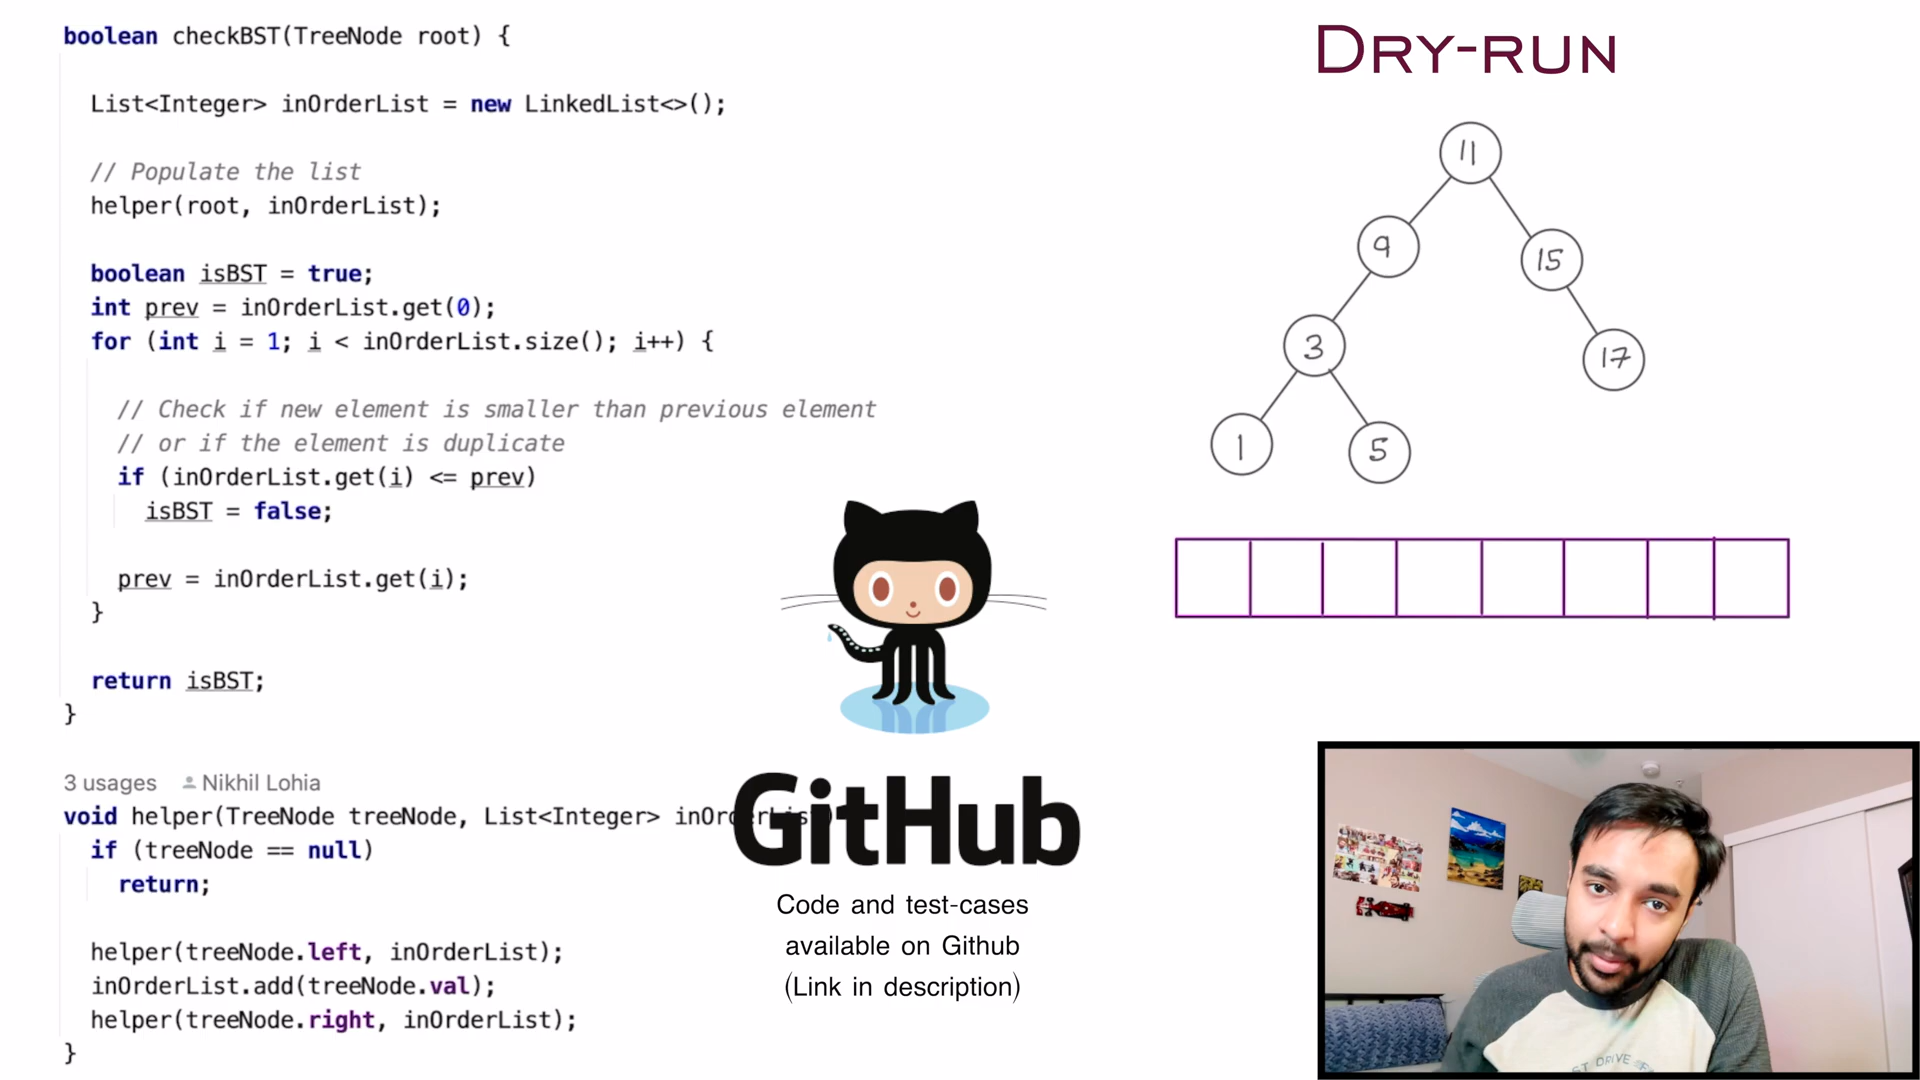 boolean checkBST(TreeNode root) {
List<Integer> inOrderList = new LinkedList<>();
// Populate the list
helper(root, inOrderList);
boolean isBST = true;
int prev = inOrderList.get(0);
for (int i = 1; i < inOrderList.size(); i++) {
// Check if new element is smaller than previous element
// or if the element is duplicate
if (inOrderList.get(i) <= prev)
isBST = false;
prev = inOrderList.get(i);
}
return isBST;
}
3 usages Nikhil Lohia
void helper(TreeNode treeNode, List<Integer>
if (treeNode == null)
return;
helper(treeNode.left, inOrderList);
inOrderList.add(treeNode.val);
helper(treeNode.right, inOrderList);
}
GitHub
Code and test-cases
available on Github
(Link in description)
DRY-RUN
11
9
15
3
17
1
5
DRIVE